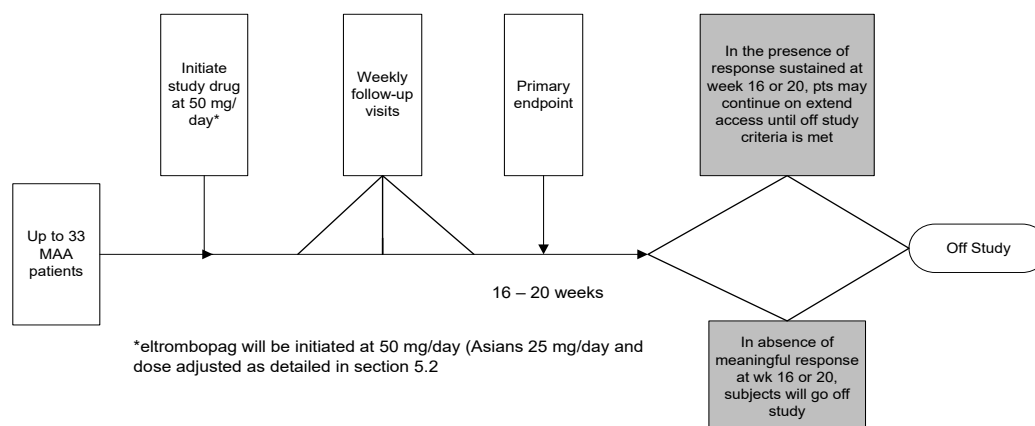 Initiate
study drug
at 50 mg/
day*
Weekly
follow-up
visits
Primary
endpoint
In the presence of
response sustained at
week 16 or 20, pts may
continue on extend
access until off study
criteria is met
Up to 33
MAA
patients
Off Study
16 – 20 weeks
*eltrombopag will be initiated at 50 mg/day (Asians 25 mg/day and
dose adjusted as detailed in section 5.2
In absence of
meaningful response
at wk 16 or 20,
subjects will go off
study